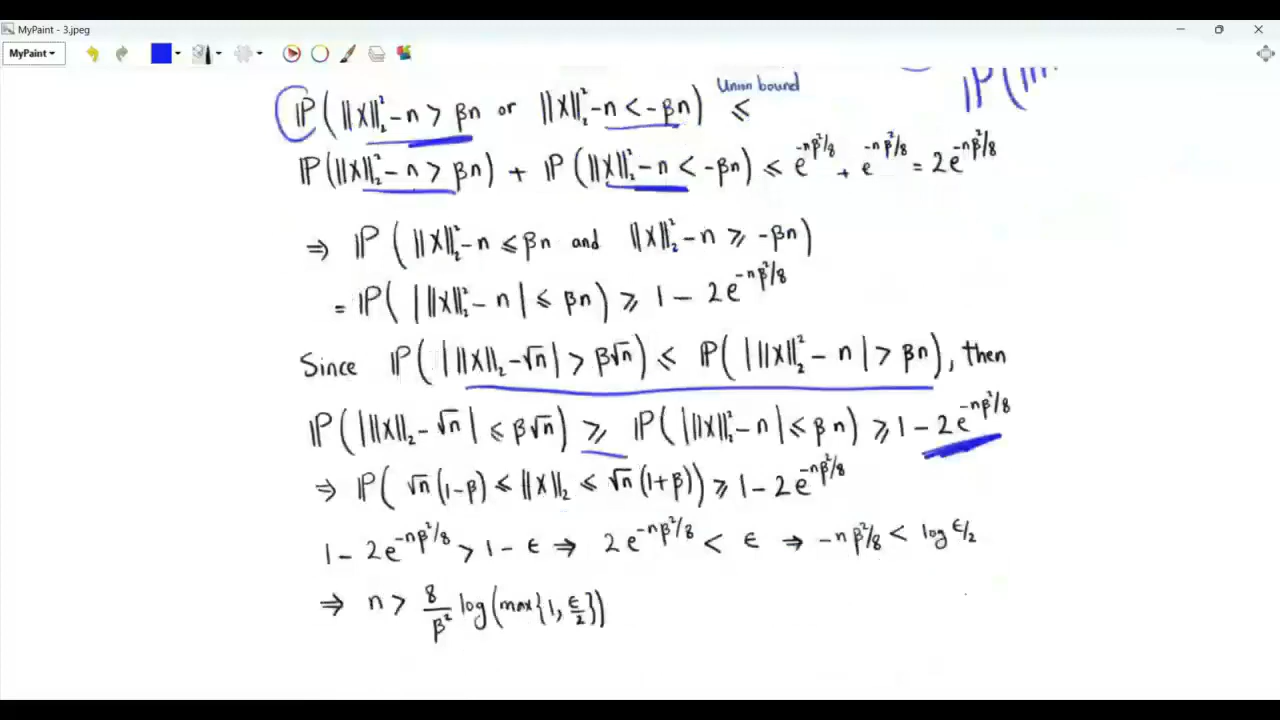 MyPaint - 3.jpeg
MyPaint
Union bound
ℙ(‖X‖₂² - n > βn or ‖X‖₂² - n < -βn) ≤
ℙ(‖X‖₂² - n > βn) + ℙ(‖X‖₂² - n < -βn) ≤ e^{-nβ²/8} + e^{-nβ²/8} = 2e^{-nβ²/8}
⇒ ℙ(‖X‖₂² - n ≤ βn and ‖X‖₂² - n ≥ -βn)
= ℙ(|‖X‖₂² - n| ≤ βn) ≥ 1 - 2e^{-nβ²/8}
Since ℙ(|‖X‖₂ - √n| > β√n) ≤ ℙ(|‖X‖₂² - n| > βn), then
ℙ(|‖X‖₂ - √n| ≤ β√n) ≥ ℙ(|‖X‖₂² - n| ≤ βn) ≥ 1 - 2e^{-nβ²/8}
⇒ ℙ(√n(1-β) ≤ ‖X‖₂ ≤ √n(1+β)) ≥ 1 - 2e^{-nβ²/8}
1 - 2e^{-nβ²/8} > 1 - ϵ ⇒ 2e^{-nβ²/8} < ϵ ⇒ -nβ²/8 < log ϵ/2
⇒ n > 8/β² log(max{1, ϵ/2})